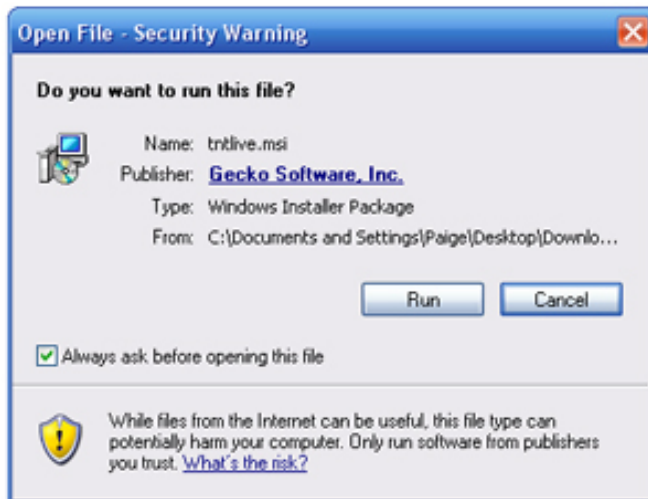 Open File - Security Warning
Do you want to run this file?
Name: tntlive.msi
Publisher: Gecko Software, Inc.
Type: Windows Installer Package
From: C:\Documents and Settings\Paige\Desktop\Downlo...
Run Cancel
Always ask before opening this file
While files from the Internet can be useful, this file type can
potentially harm your computer. Only run software from publishers
you trust. What's the risk?